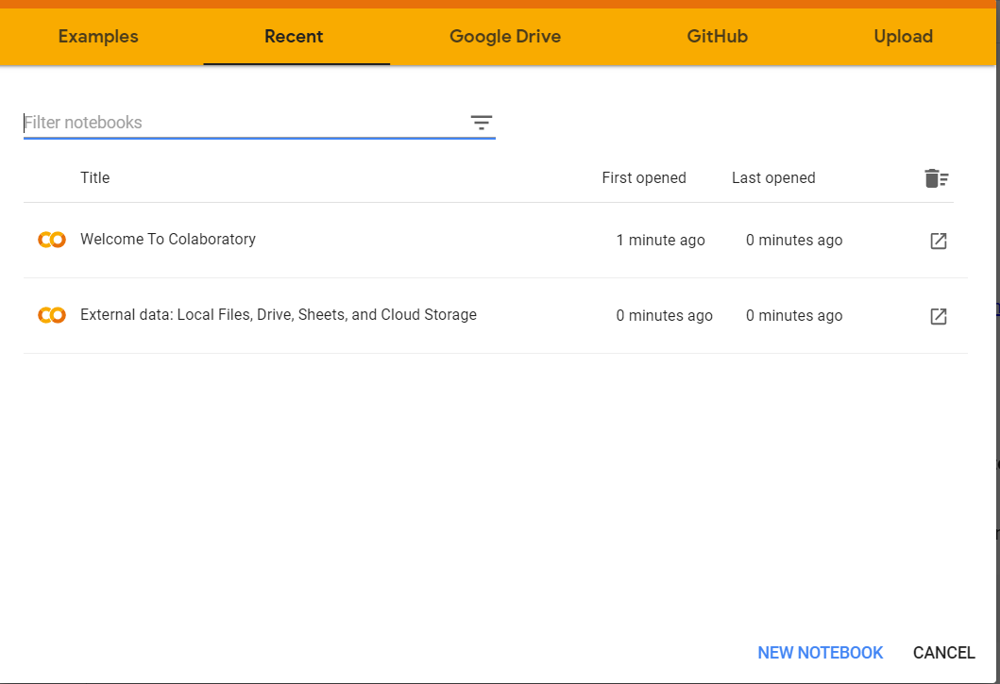 Examples Recent Google Drive GitHub Upload
Filter notebooks
Title First opened Last opened
Welcome To Colaboratory 1 minute ago 0 minutes ago
External data: Local Files, Drive, Sheets, and Cloud Storage 0 minutes ago 0 minutes ago
NEW NOTEBOOK CANCEL